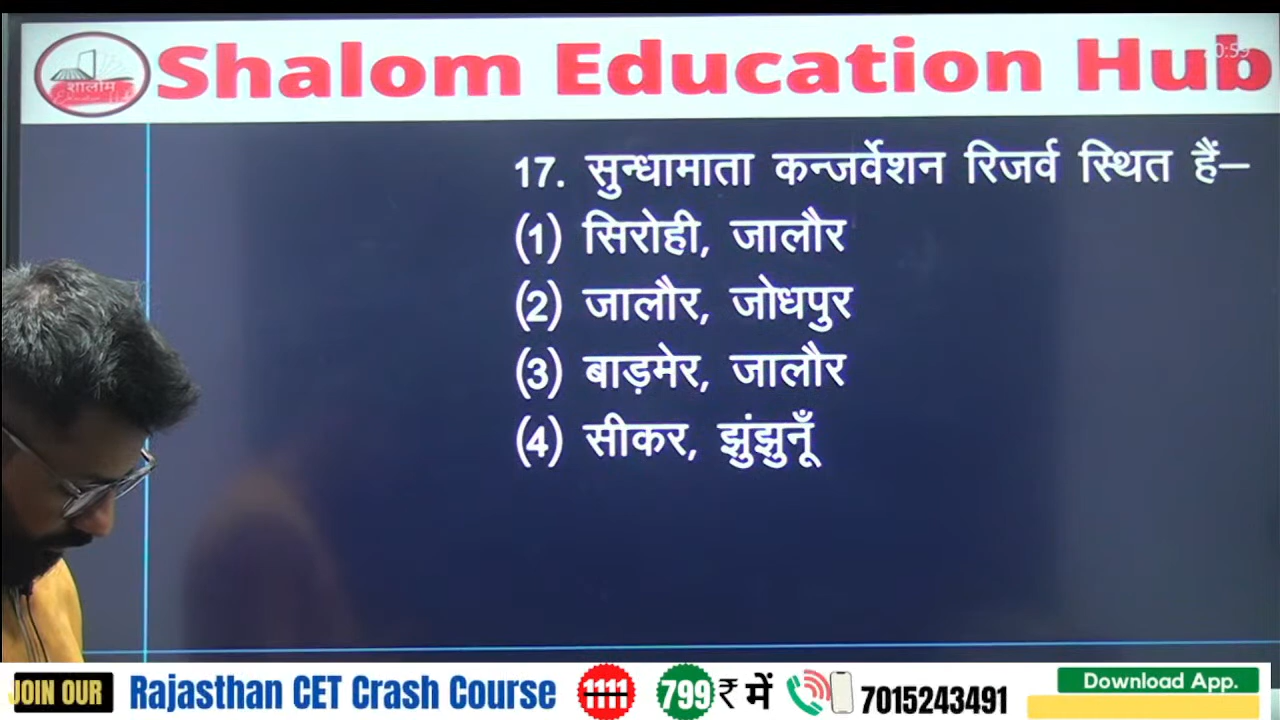 शालोम
Shalom Education Hub
17. सुन्धामाता कन्जर्वेशन रिजर्व स्थित हैं–
(1) सिरोही, जालौर
(2) जालौर, जोधपुर
(3) बाड़मेर, जालौर
(4) सीकर, झुंझुनूँ
JOIN OUR Rajasthan CET Crash Course 1111 799₹ में 7015243491 Download App.